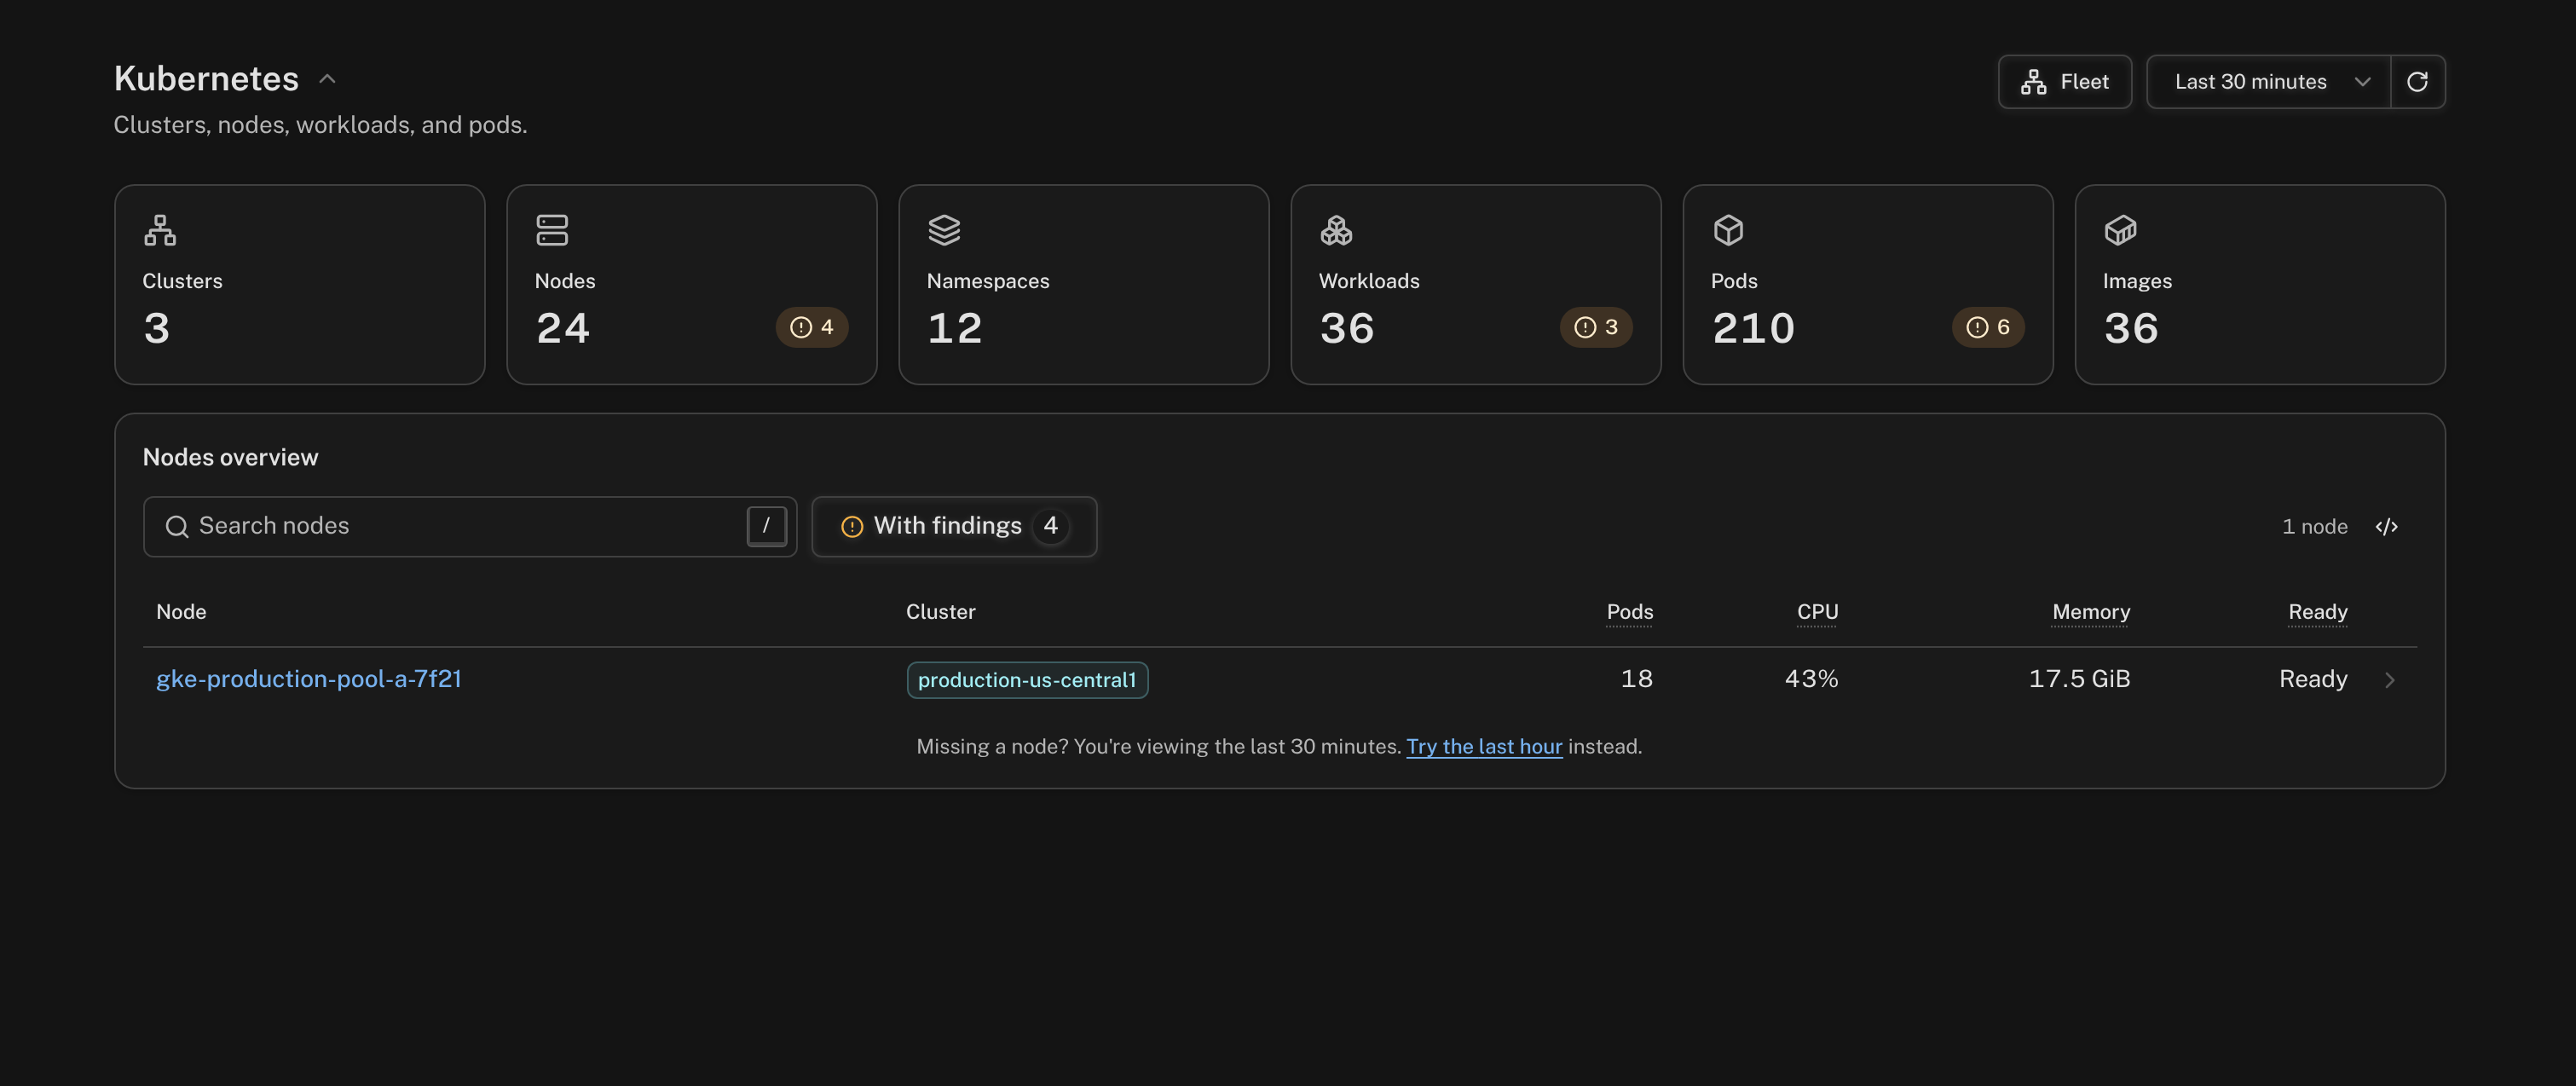 Kubernetes
Clusters, nodes, workloads, and pods.
Fleet
Last 30 minutes
Clusters
3
Nodes
24
4
Namespaces
12
Workloads
36
3
Pods
210
6
Images
36
Nodes overview
Search nodes
/
With findings 4
1 node
</>
Node Cluster Pods CPU Memory Ready
gke-production-pool-a-7f21 production-us-central1 18 43% 17.5 GiB Ready
Missing a node? You're viewing the last 30 minutes. Try the last hour instead.